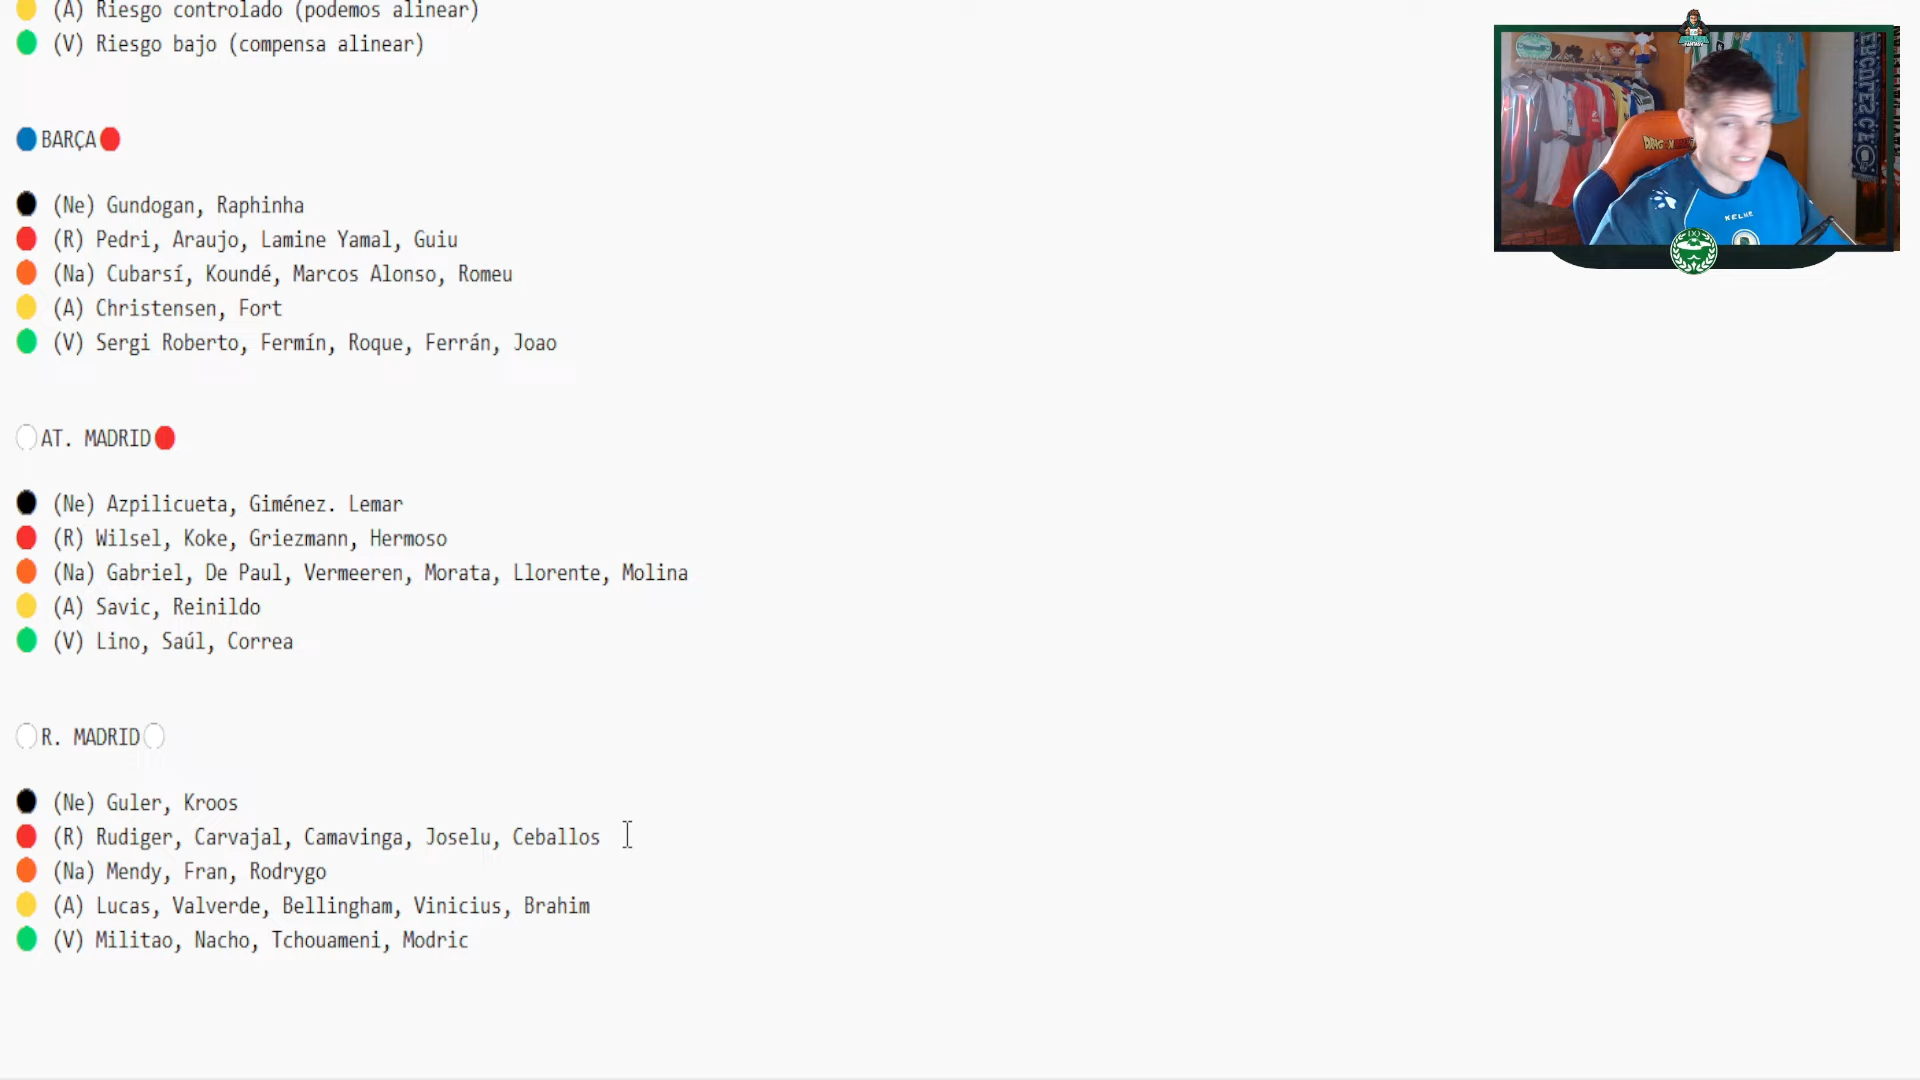 (A) Riesgo controlado (podemos alinear)
(V) Riesgo bajo (compensa alinear)
BARÇA
(Ne) Gundogan, Raphinha
(R) Pedri, Araujo, Lamine Yamal, Guiu
(Na) Cubarsí, Koundé, Marcos Alonso, Romeu
(A) Christensen, Fort
(V) Sergi Roberto, Fermín, Roque, Ferrán, Joao
AT. MADRID
(Ne) Azpilicueta, Giménez. Lemar
(R) Wilsel, Koke, Griezmann, Hermoso
(Na) Gabriel, De Paul, Vermeeren, Morata, Llorente, Molina
(A) Savic, Reinildo
(V) Lino, Saúl, Correa
R. MADRID
(Ne) Guler, Kroos
(R) Rudiger, Carvajal, Camavinga, Joselu, Ceballos
(Na) Mendy, Fran, Rodrygo
(A) Lucas, Valverde, Bellingham, Vinicius, Brahim
(V) Militao, Nacho, Tchouameni, Modric
KELME